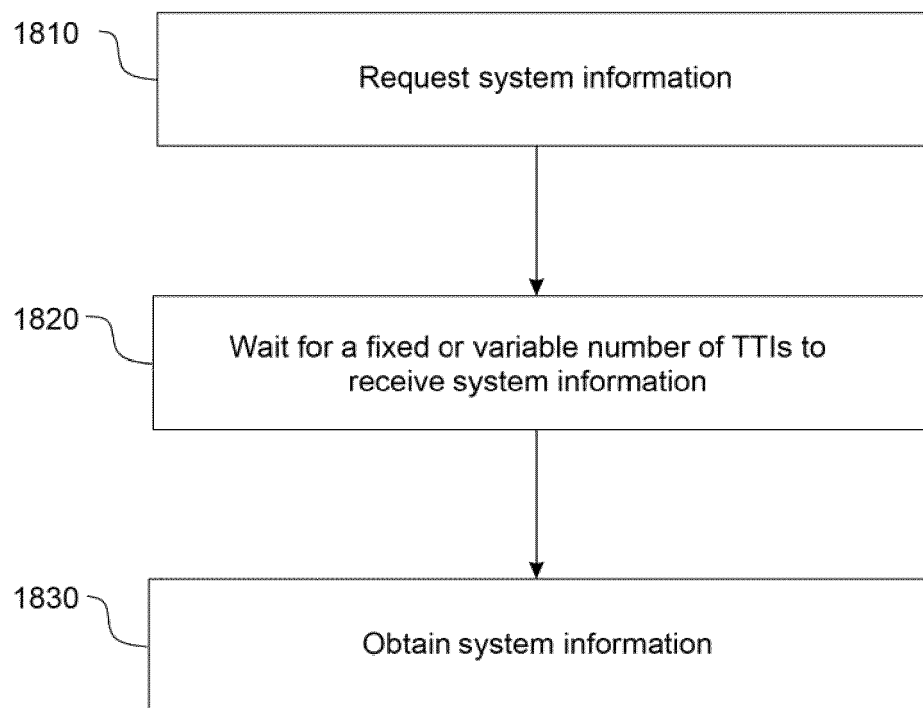 1810
Request system information
1820
Wait for a fixed or variable number of TTIs to
receive system information
1830
Obtain system information